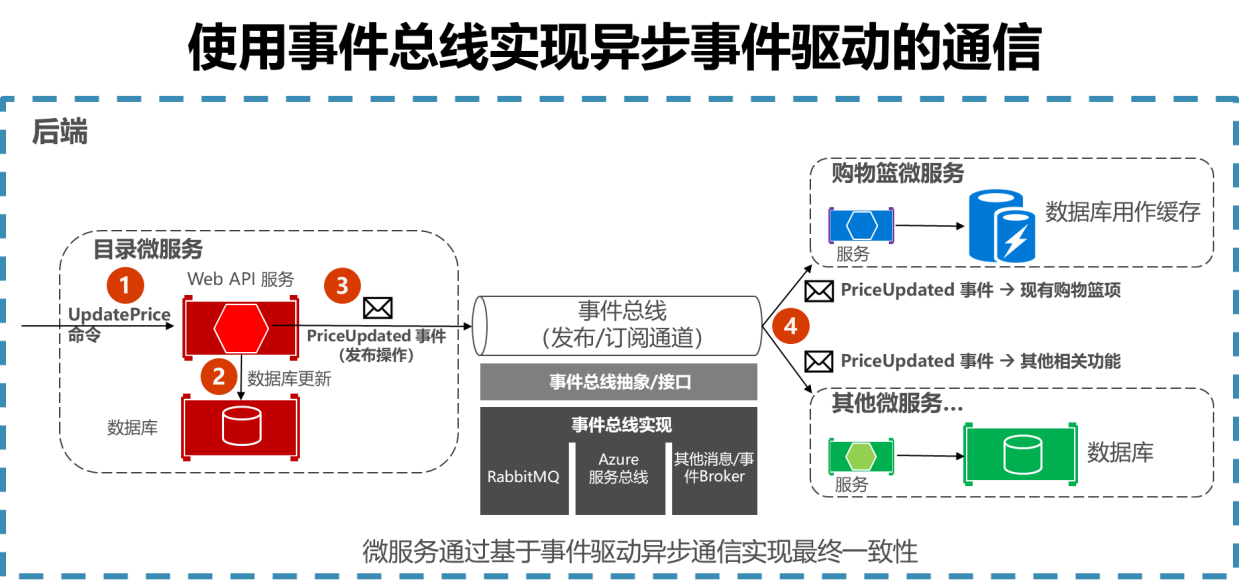 使用事件总线实现异步事件驱动的通信
后端
目录微服务
1
Web API 服务
UpdatePrice
命令
3
PriceUpdated 事件
(发布操作)
2
数据库更新
数据库
事件总线
(发布/订阅通道)
事件总线抽象/接口
事件总线实现
RabbitMQ
Azure
服务总线
其他消息/事
件Broker
4
购物篮微服务
服务
数据库用作缓存
PriceUpdated 事件 → 现有购物篮项
PriceUpdated 事件 → 其他相关功能
其他微服务...
服务
数据库
微服务通过基于事件驱动异步通信实现最终一致性